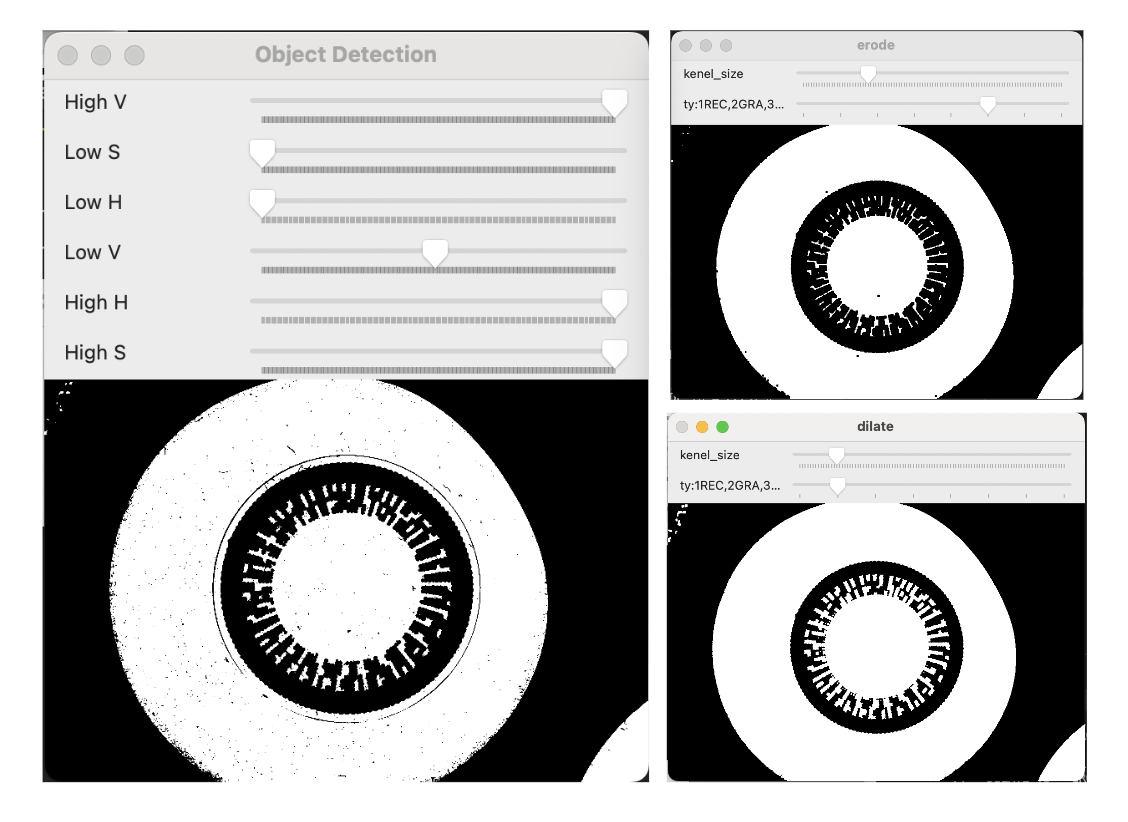 Object Detection
High V
Low S
Low H
Low V
High H
High S
erode
kenel_size
ty:1REC,2GRA,3...
dilate
kenel_size
ty:1REC,2GRA,3...